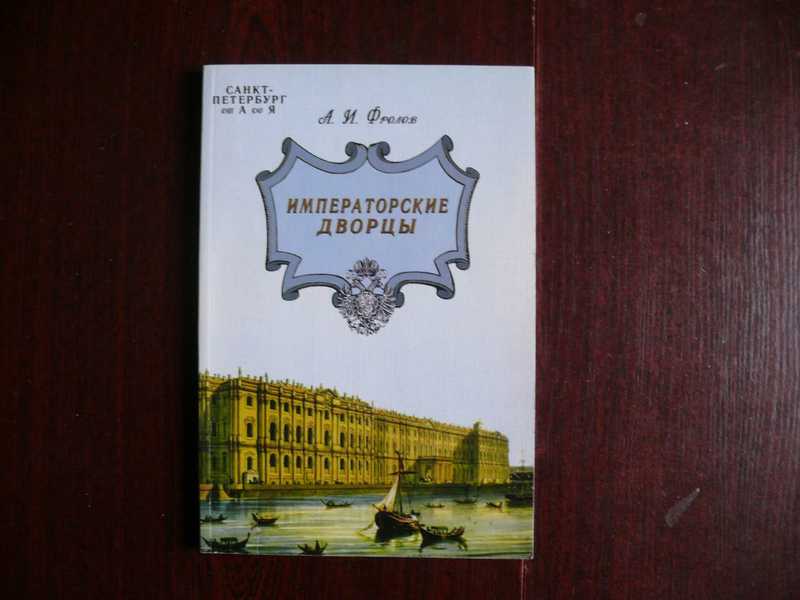 САНКТ-
ПЕТЕРБУРГ
от А до Я
А. И. Фролов
ИМПЕРАТОРСКИЕ
ДВОРЦЫ